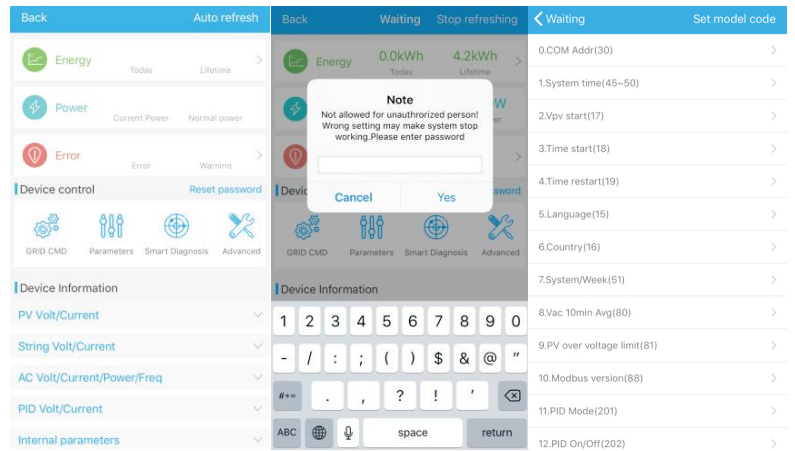 Back
Auto refresh
Energy
Today
Lifetime
Power
Current Power
Normal power
Error
Error
Warning
Device control
Reset password
GRID CMD
Parameters
Smart Diagnosis
Advanced
Device Information
PV Volt/Current
String Volt/Current
AC Volt/Current/Power/Freq
PID Volt/Current
Internal parameters
Back
Waiting
Stop refreshing
Energy
0.0kWh
4.2kWh
Today
Lifetime
W
Note
Not allowed for unauthrorized person!
Wrong setting may make system stop
working.Please enter password
Cancel
Yes
Devic
sword
GRID CMD
Parameters
Smart Diagnosis
Advanced
Device Information
1 2 3 4 5 6 7 8 9 0
- / : ; ( ) $ & @ "
#+= . , ? ! '
ABC
space
return
Waiting
Set model code
0.COM Addr(30)
1.System time(45~50)
2.Vpv start(17)
3.Time start(18)
4.Time restart(19)
5.Language(15)
6.Country(16)
7.System/Week(51)
8.Vac 10min Avg(80)
9.PV over voltage limit(81)
10.Modbus version(88)
11.PID Mode(201)
12.PID On/Off(202)